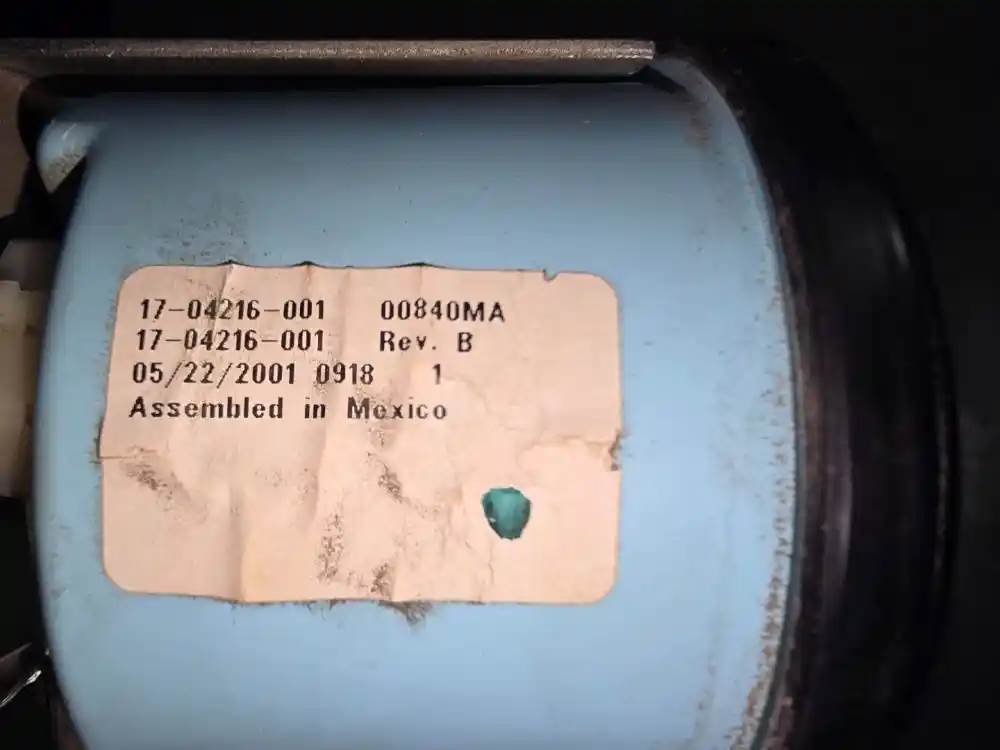 17-04216-001 00840MA
17-04216-001 Rev. B
05/22/2001 0918 1
Assembled in Mexico